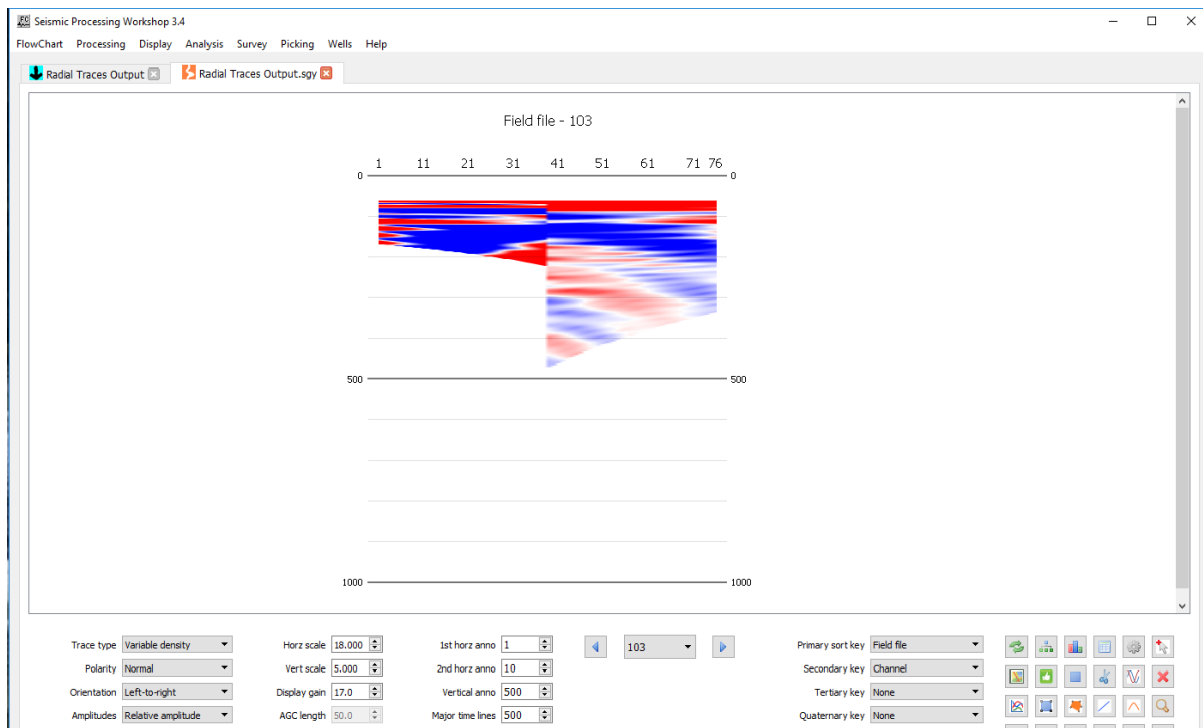 Seismic Processing Workshop 3.4
FlowChart Processing Display Analysis Survey Picking Wells Help
Radial Traces Output Radial Traces Output.sgy
Field file - 103
1 11 21 31 41 51 61 71 76
0 0
500 500
1000 1000
Trace type Variable density Horz scale 18.000 1st horz anno 1 103 Primary sort key Field file
Polarity Normal Vert scale 5.000 2nd horz anno 10 Secondary key Channel
Orientation Left-to-right Display gain 17.0 Vertical anno 500 Tertiary key None
Amplitudes Relative amplitude AGC length 50.0 Major time lines 500 Quaternary key None